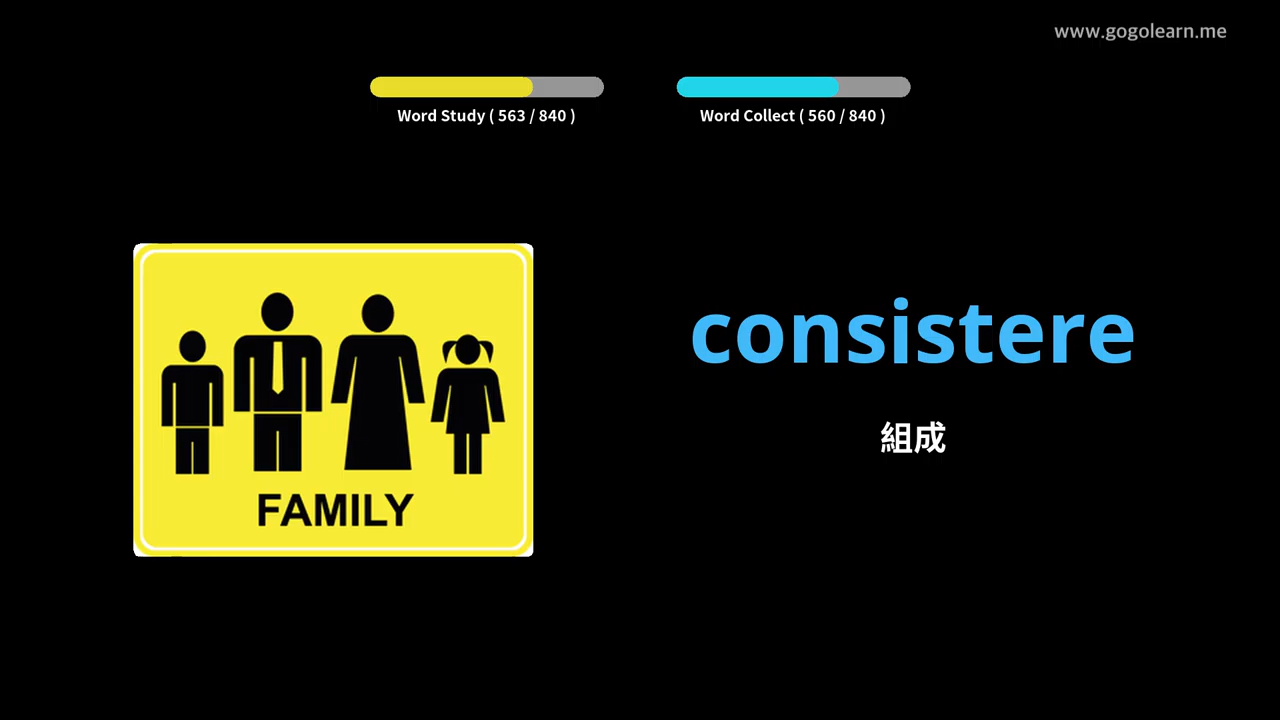 www.gogolearn.me
Word Study ( 563 / 840 )
Word Collect ( 560 / 840 )
FAMILY
consistere
組成